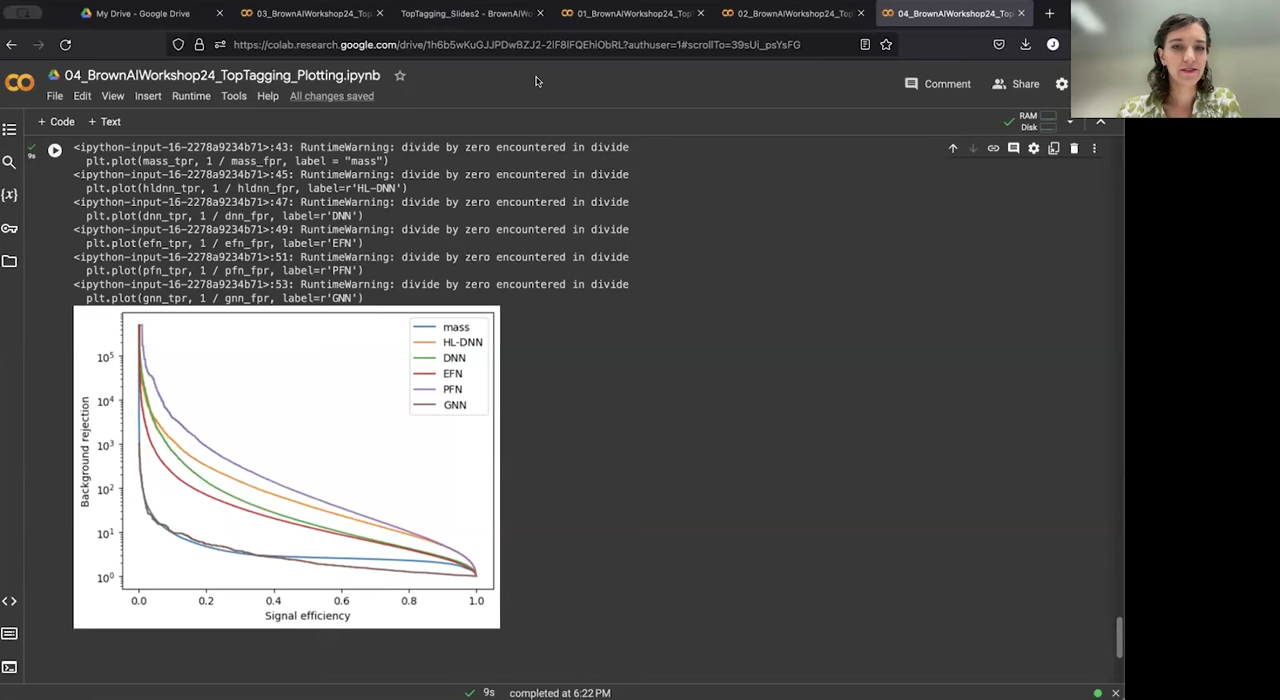 My Drive - Google Drive
03_BrownAIWorkshop24_TopT
TopTagging_Slides2 - BrownAIWo
01_BrownAIWorkshop24_TopT
02_BrownAIWorkshop24_TopT
04_BrownAIWorkshop24_TopT
https://colab.research.google.com/drive/1h6b5wKuGJJPDwBZJ2-2lF8lFQEhiObRL?authuser=1#scrollTo=39sUi_psYsFG
J
04_BrownAIWorkshop24_TopTagging_Plotting.ipynb
Comment
Share
File Edit View Insert Runtime Tools Help All changes saved
+ Code + Text
RAM
Disk
9s
<ipython-input-16-2278a9234b71>:43: RuntimeWarning: divide by zero encountered in divide
plt.plot(mass_tpr, 1 / mass_fpr, label = "mass")
<ipython-input-16-2278a9234b71>:45: RuntimeWarning: divide by zero encountered in divide
plt.plot(hldnn_tpr, 1 / hldnn_fpr, label=r'HL-DNN')
<ipython-input-16-2278a9234b71>:47: RuntimeWarning: divide by zero encountered in divide
plt.plot(dnn_tpr, 1 / dnn_fpr, label=r'DNN')
<ipython-input-16-2278a9234b71>:49: RuntimeWarning: divide by zero encountered in divide
plt.plot(efn_tpr, 1 / efn_fpr, label=r'EFN')
<ipython-input-16-2278a9234b71>:51: RuntimeWarning: divide by zero encountered in divide
plt.plot(pfn_tpr, 1 / pfn_fpr, label=r'PFN')
<ipython-input-16-2278a9234b71>:53: RuntimeWarning: divide by zero encountered in divide
plt.plot(gnn_tpr, 1 / gnn_fpr, label=r'GNN')
mass
HL-DNN
DNN
EFN
PFN
GNN
Background rejection
10⁵
10⁴
10³
10²
10¹
10⁰
0.0 0.2 0.4 0.6 0.8 1.0
Signal efficiency
9s completed at 6:22 PM